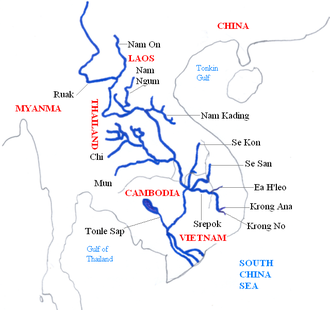 CHINA
Nam On
LAOS
Tonkin
Gulf
Nam
Ngum
Ruak
MYANMA
THAILAND
Nam Kading
Se Kon
Chi
Se San
Mun
Ea H'leo
CAMBODIA
Krong Ana
Srepok
Krong No
Tonle Sap
VIETNAM
Gulf of
Thailand
SOUTH
CHINA
SEA